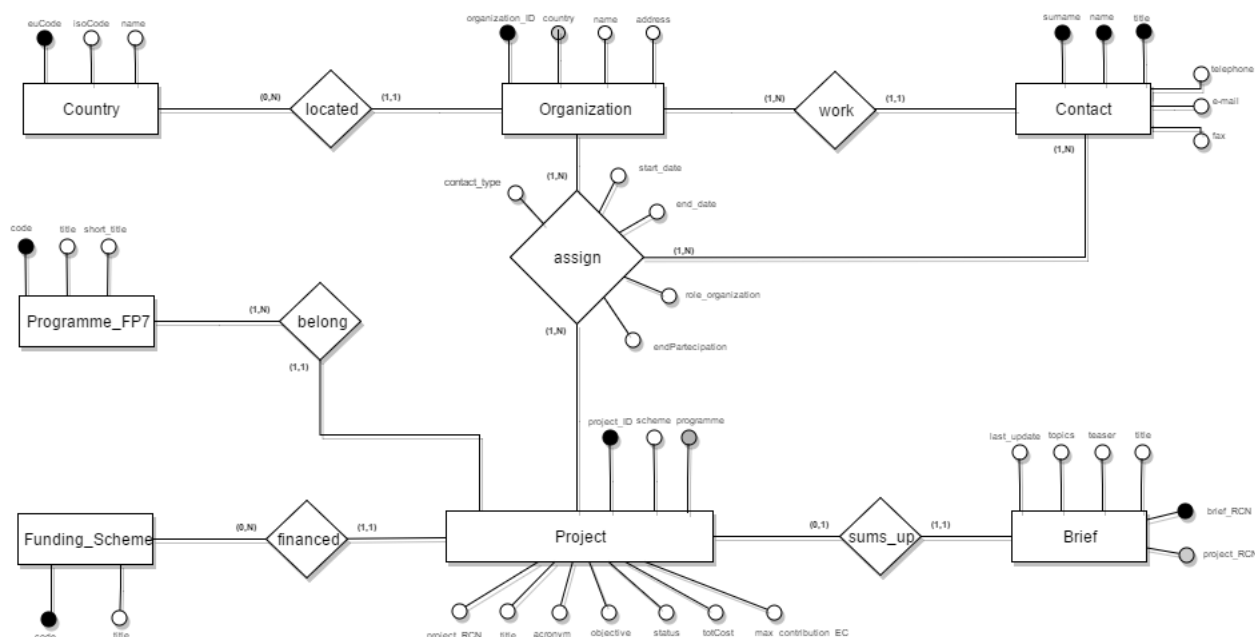 euCode isoCode name
organization_ID country name address
surname name title
telephone
e-mail
fax
Country
(0,N)
located
(1,1)
Organization
(1,N)
work
(1,1)
Contact
(1,N)
(1,N)
contact_type
start_date
end_date
assign
(1,N)
role_organization
endPartecipation
(1,N)
code title short_title
Programme_FP7
(1,N)
belong
(1,1)
project_ID scheme programme
last_update topics teaser title
brief_RCN
project_RCN
Funding_Scheme
(0,N)
financed
(1,1)
Project
(0,1)
sums_up
(1,1)
Brief
code title
project_RCN title acronym objective status totCost max_contribution_EC